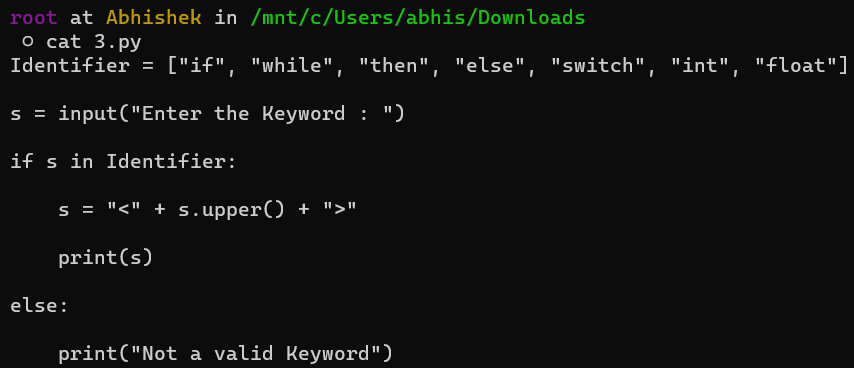 root at Abhishek in /mnt/c/Users/abhis/Downloads
○ cat 3.py
Identifier = ["if", "while", "then", "else", "switch", "int", "float"]
s = input("Enter the Keyword : ")
if s in Identifier:
    s = "<" + s.upper() + ">"
    print(s)
else:
    print("Not a valid Keyword")